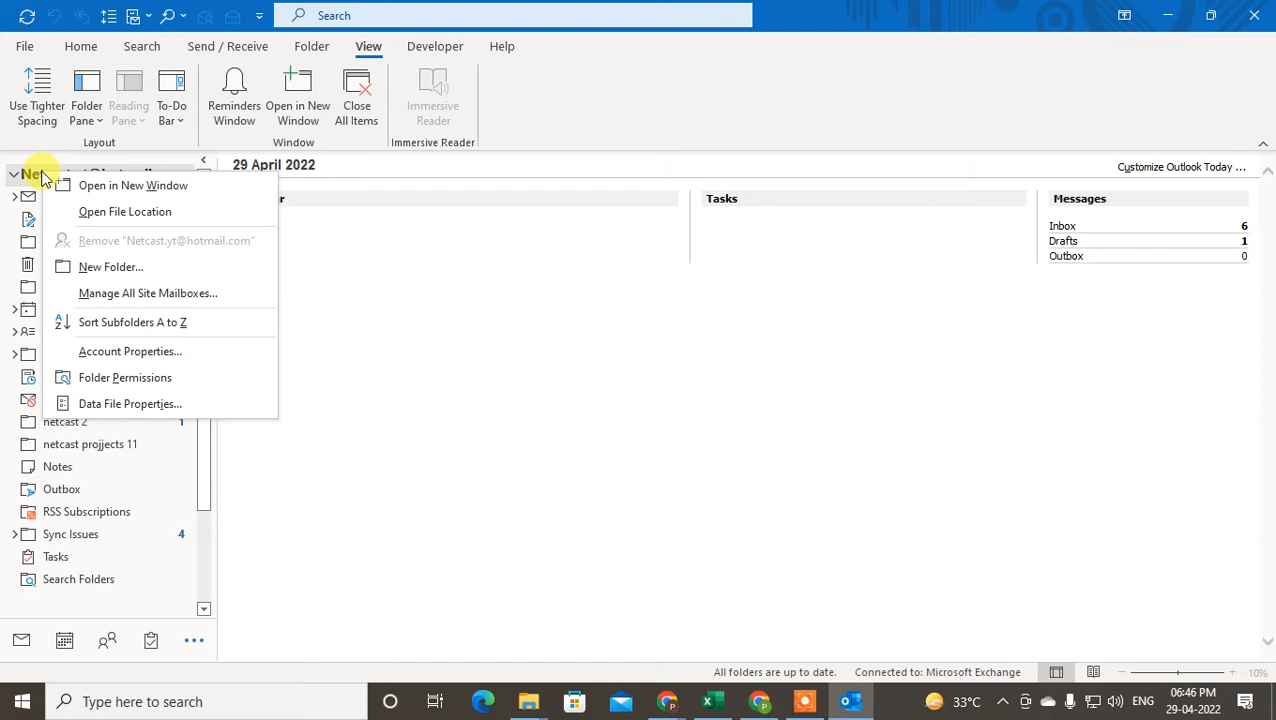 Search
File Home Search Send / Receive Folder View Developer Help
Use Tighter Spacing
Folder Pane
Reading Pane
To-Do Bar
Reminders Window
Open in New Window
Close All Items
Immersive Reader
Layout Window Immersive Reader
29 April 2022
Customize Outlook Today ...
Open in New Window
Open File Location
Remove "Netcast.yt@hotmail.com"
New Folder...
Manage All Site Mailboxes...
Sort Subfolders A to Z
Account Properties...
Folder Permissions
Data File Properties...
Tasks
Messages
Inbox 6
Drafts 1
Outbox 0
netcast 2 1
netcast projjects 11
Notes
Outbox
RSS Subscriptions
Sync Issues 4
Tasks
Search Folders
All folders are up to date. Connected to: Microsoft Exchange 10%
Type here to search
33°C ENG 06:46 PM
29-04-2022